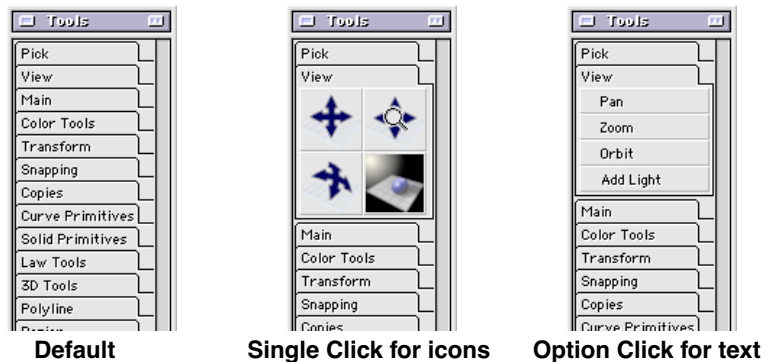 Tools
Pick
View
Main
Color Tools
Transform
Snapping
Copies
Curve Primitives
Solid Primitives
Law Tools
3D Tools
Polyline
Default
Tools
Pick
View
Main
Color Tools
Transform
Snapping
Copies
Single Click for icons
Tools
Pick
View
Pan
Zoom
Orbit
Add Light
Main
Color Tools
Transform
Snapping
Copies
Curve Primitives
Option Click for text